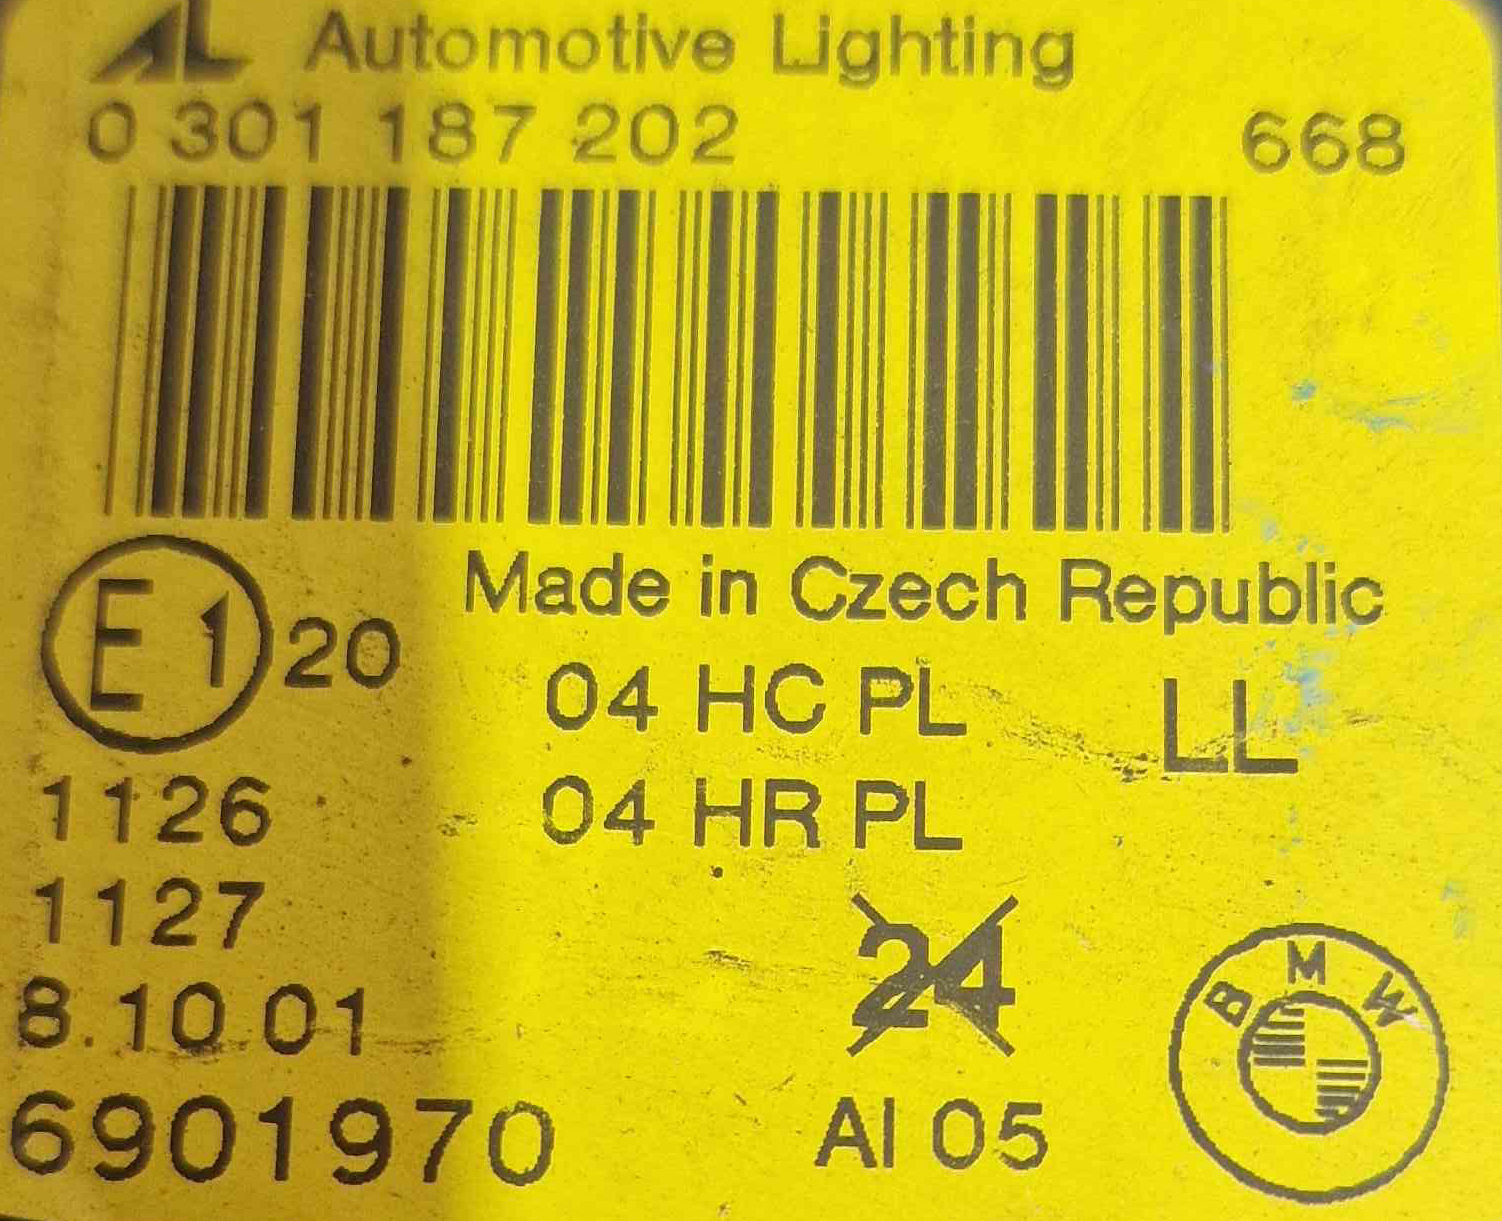 AL Automotive Lighting
0 301 187 202 668
Made in Czech Republic
E1 20
04 HC PL LL
1126 04 HR PL
1127
24
8.10 01
6901970 AI 05
BMW